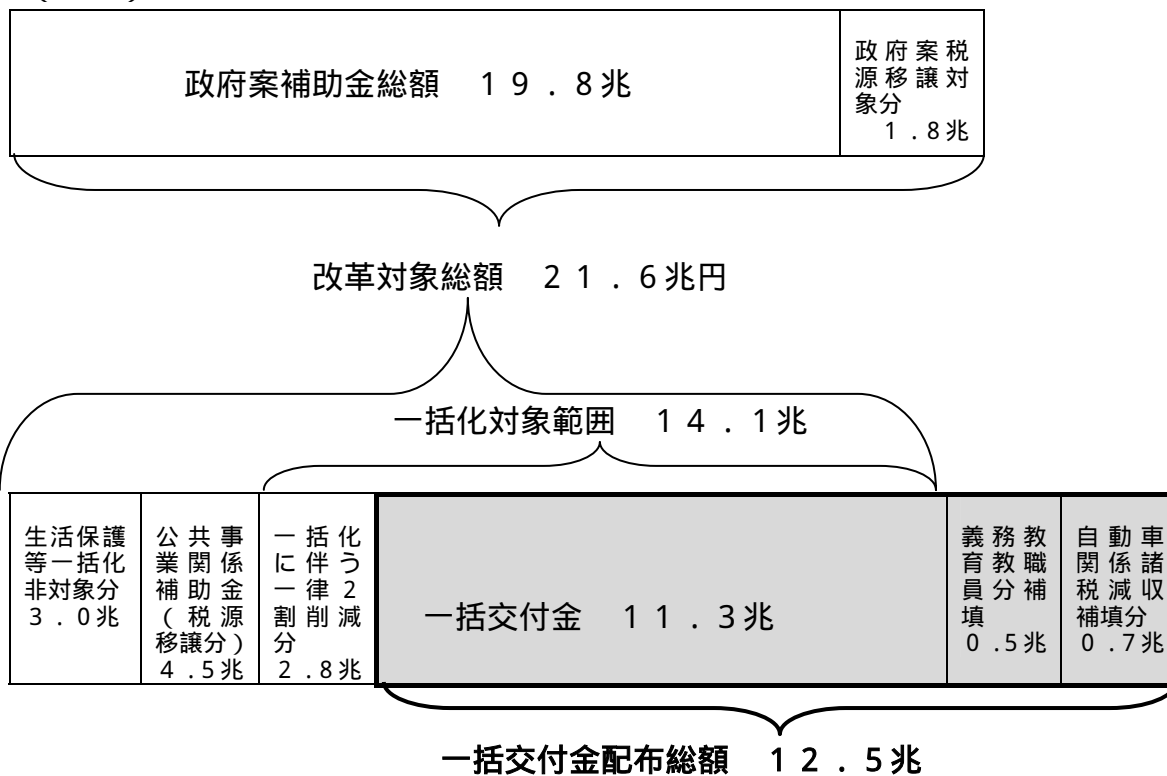 政府案補助金総額 19.8兆
政府案税
源移譲対
象分
1.8兆
改革対象総額 21.6兆円
一括化対象範囲 14.1兆
生活保護
等一括化
非対象分
3.0兆
公共事
業関係
補助金
(税源
移譲分)
4.5兆
一括化
に伴う
一律2
割削減
分
2.8兆
一括交付金 11.3兆
義務教
育教職
員分補
填
0.5兆
自動車
関係諸
税減収
補填分
0.7兆
一括交付金配布総額 12.5兆